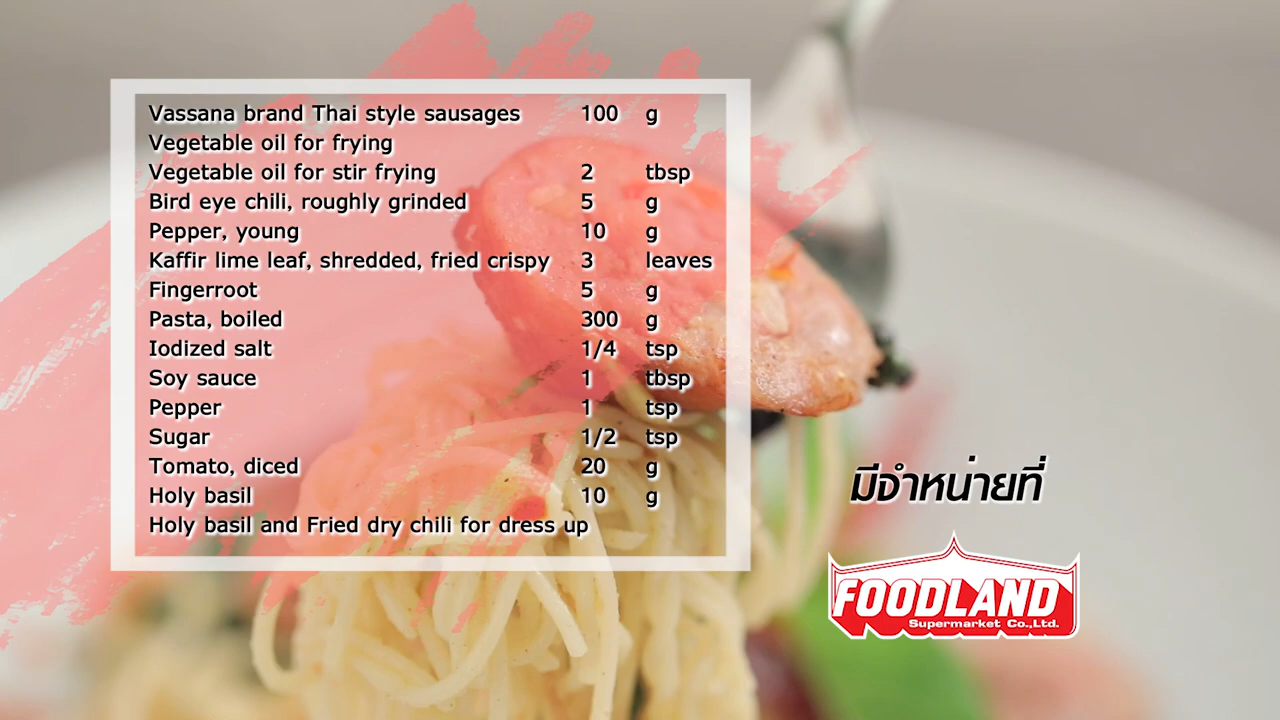 Vassana brand Thai style sausages 100 g
Vegetable oil for frying
Vegetable oil for stir frying 2 tbsp
Bird eye chili, roughly grinded 5 g
Pepper, young 10 g
Kaffir lime leaf, shredded, fried crispy 3 leaves
Fingerroot 5 g
Pasta, boiled 300 g
Iodized salt 1/4 tsp
Soy sauce 1 tbsp
Pepper 1 tsp
Sugar 1/2 tsp
Tomato, diced 20 g
Holy basil 10 g
Holy basil and Fried dry chili for dress up
มีจำหน่ายที่
FOODLAND
Supermarket Co.,Ltd.